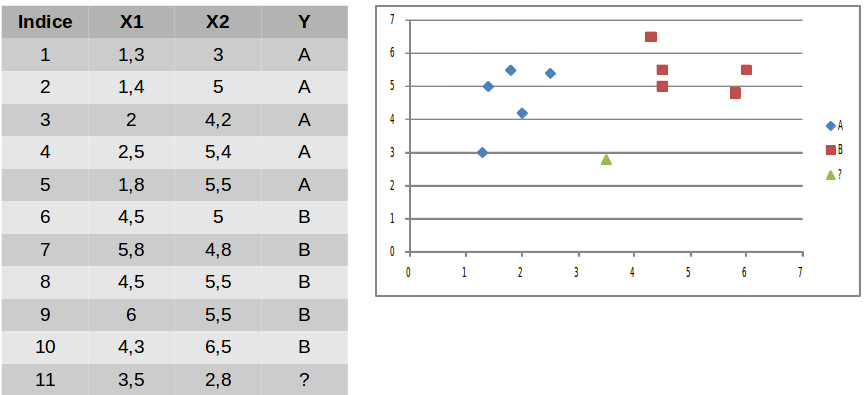 Indice X1 X2 Y
1 1,3 3 A
2 1,4 5 A
3 2 4,2 A
4 2,5 5,4 A
5 1,8 5,5 A
6 4,5 5 B
7 5,8 4,8 B
8 4,5 5,5 B
9 6 5,5 B
10 4,3 6,5 B
11 3,5 2,8 ?
7
6
5
4
3
2
1
0
0 1 2 3 4 5 6 7
A
B
?